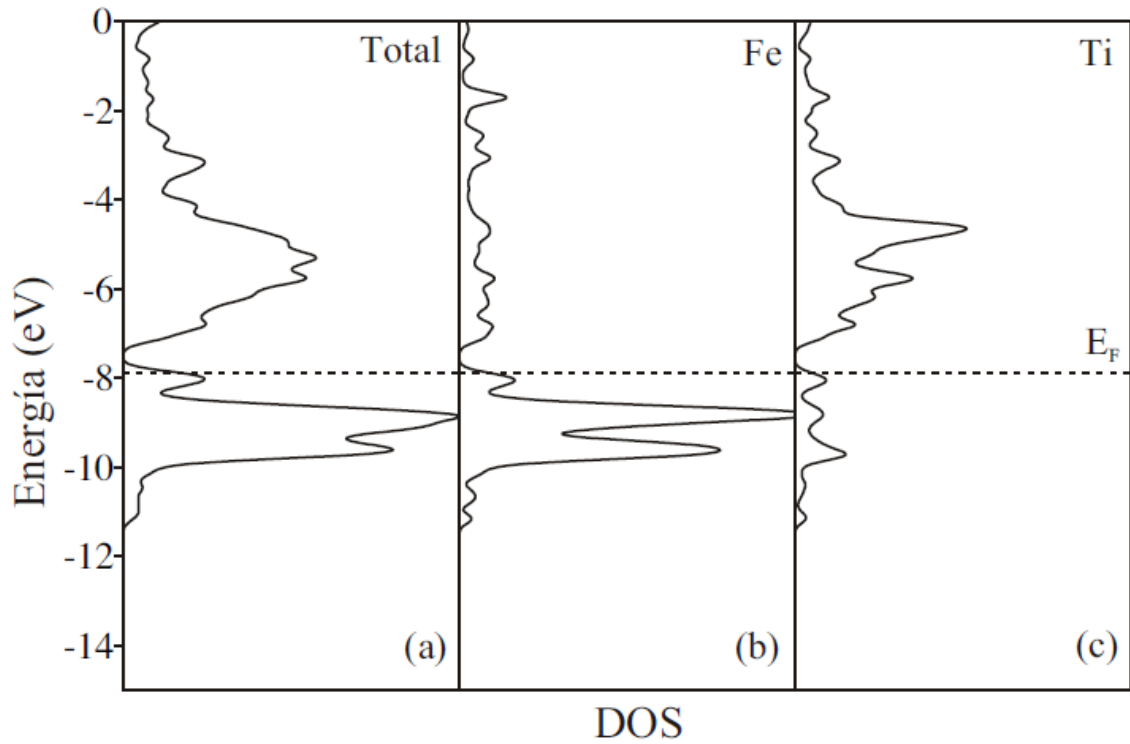 Total
Fe
Ti
0
-2
-4
-6
-8
-10
-12
-14
Energía (eV)
E_F
(a)
(b)
(c)
DOS